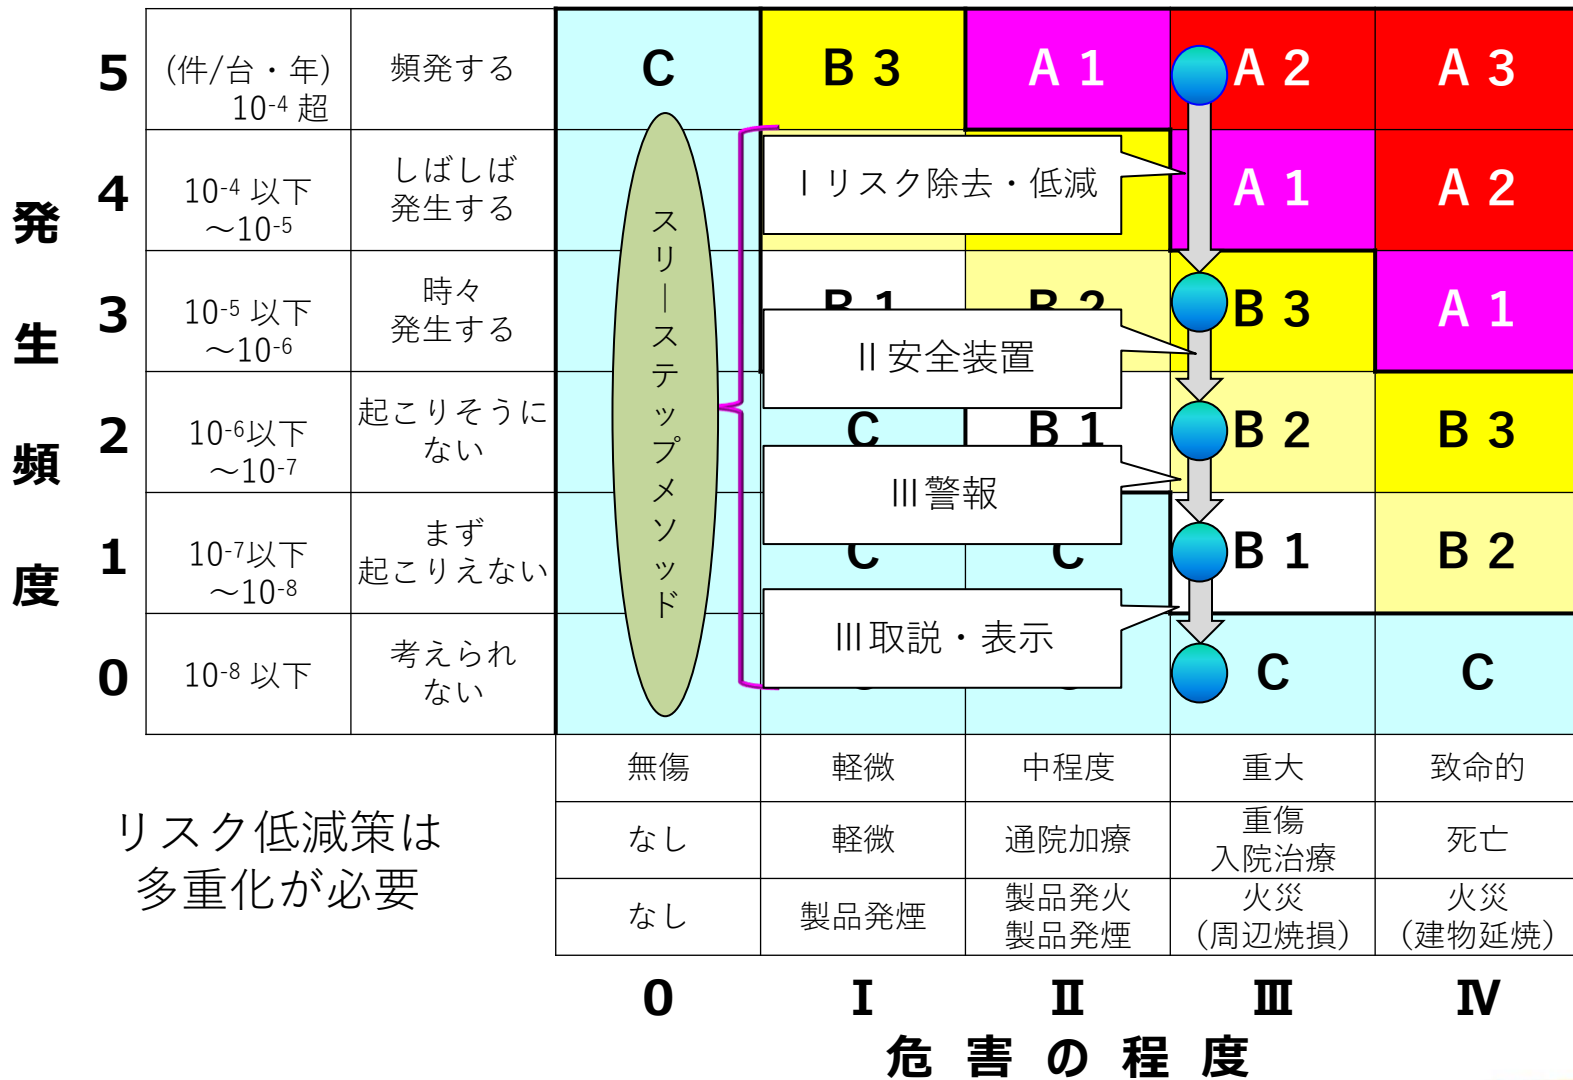 発生頻度
5
(件/台・年)
10-4 超
頻発する
C
B 3
A 1
A 2
A 3
4
10-4 以下
～10-5
しばしば
発生する
Ⅰリスク除去・低減
A 1
A 2
3
10-5 以下
～10-6
時々
発生する
B 1
B 2
B 3
A 1
Ⅱ安全装置
2
10-6以下
～10-7
起こりそうに
ない
C
B 1
B 2
B 3
Ⅲ警報
1
10-7以下
～10-8
まず
起こりえない
C
C
B 1
B 2
Ⅲ取説・表示
0
10-8 以下
考えられ
ない
C
C
スリーステップメソッド
無傷
軽微
中程度
重大
致命的
リスク低減策は
多重化が必要
なし
軽微
通院加療
重傷
入院治療
死亡
なし
製品発煙
製品発火
製品発煙
火災
(周辺焼損)
火災
(建物延焼)
0
Ⅰ
Ⅱ
Ⅲ
Ⅳ
危害の程度